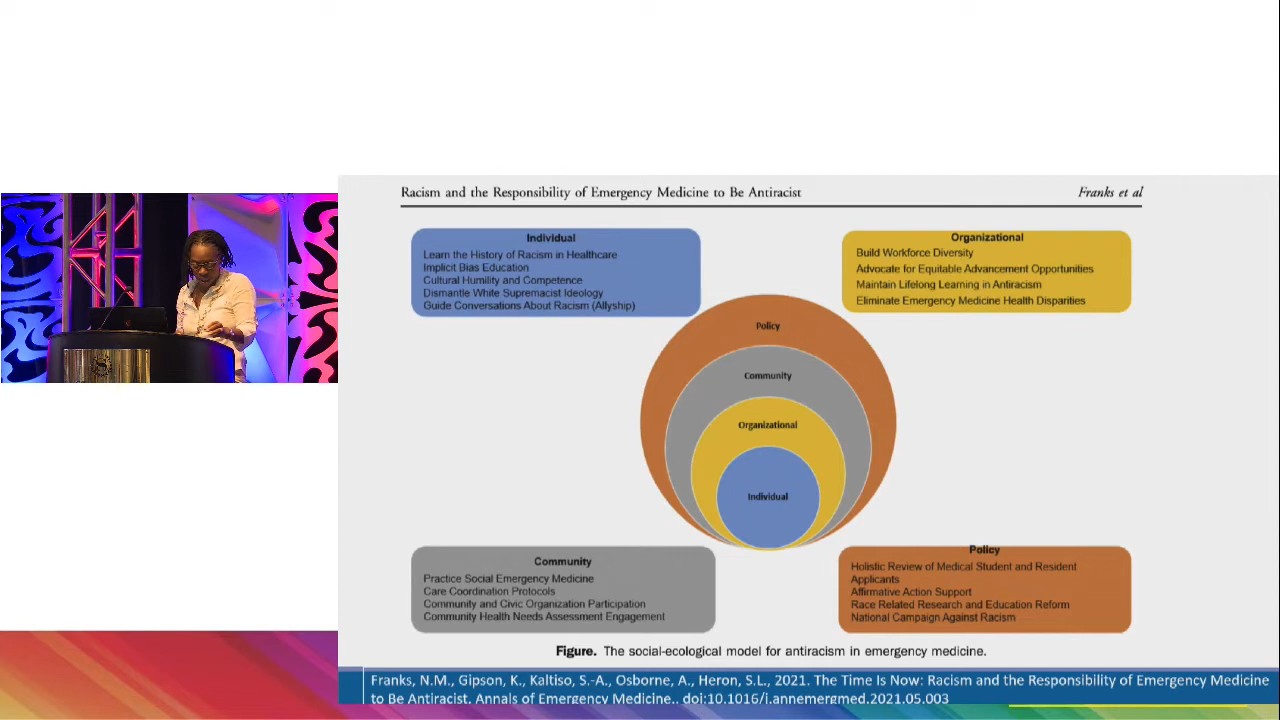 Racism and the Responsibility of Emergency Medicine to Be Antiracist
Franks et al
Individual
Learn the History of Racism in Healthcare
Implicit Bias Education
Cultural Humility and Competence
Dismantle White Supremacist Ideology
Guide Conversations About Racism (Allyship)
Organizational
Build Workforce Diversity
Advocate for Equitable Advancement Opportunities
Maintain Lifelong Learning in Antiracism
Eliminate Emergency Medicine Health Disparities
Policy
Community
Organizational
Individual
Community
Practice Social Emergency Medicine
Care Coordination Protocols
Community and Civic Organization Participation
Community Health Needs Assessment Engagement
Policy
Holistic Review of Medical Student and Resident
Applicants
Affirmative Action Support
Race Related Research and Education Reform
National Campaign Against Racism
Figure. The social-ecological model for antiracism in emergency medicine.
Franks, N.M., Gipson, K., Kaltiso, S.-A., Osborne, A., Heron, S.L., 2021. The Time Is Now: Racism and the Responsibility of Emergency Medicine
to Be Antiracist. Annals of Emergency Medicine.. doi:10.1016/j.annemergmed.2021.05.003